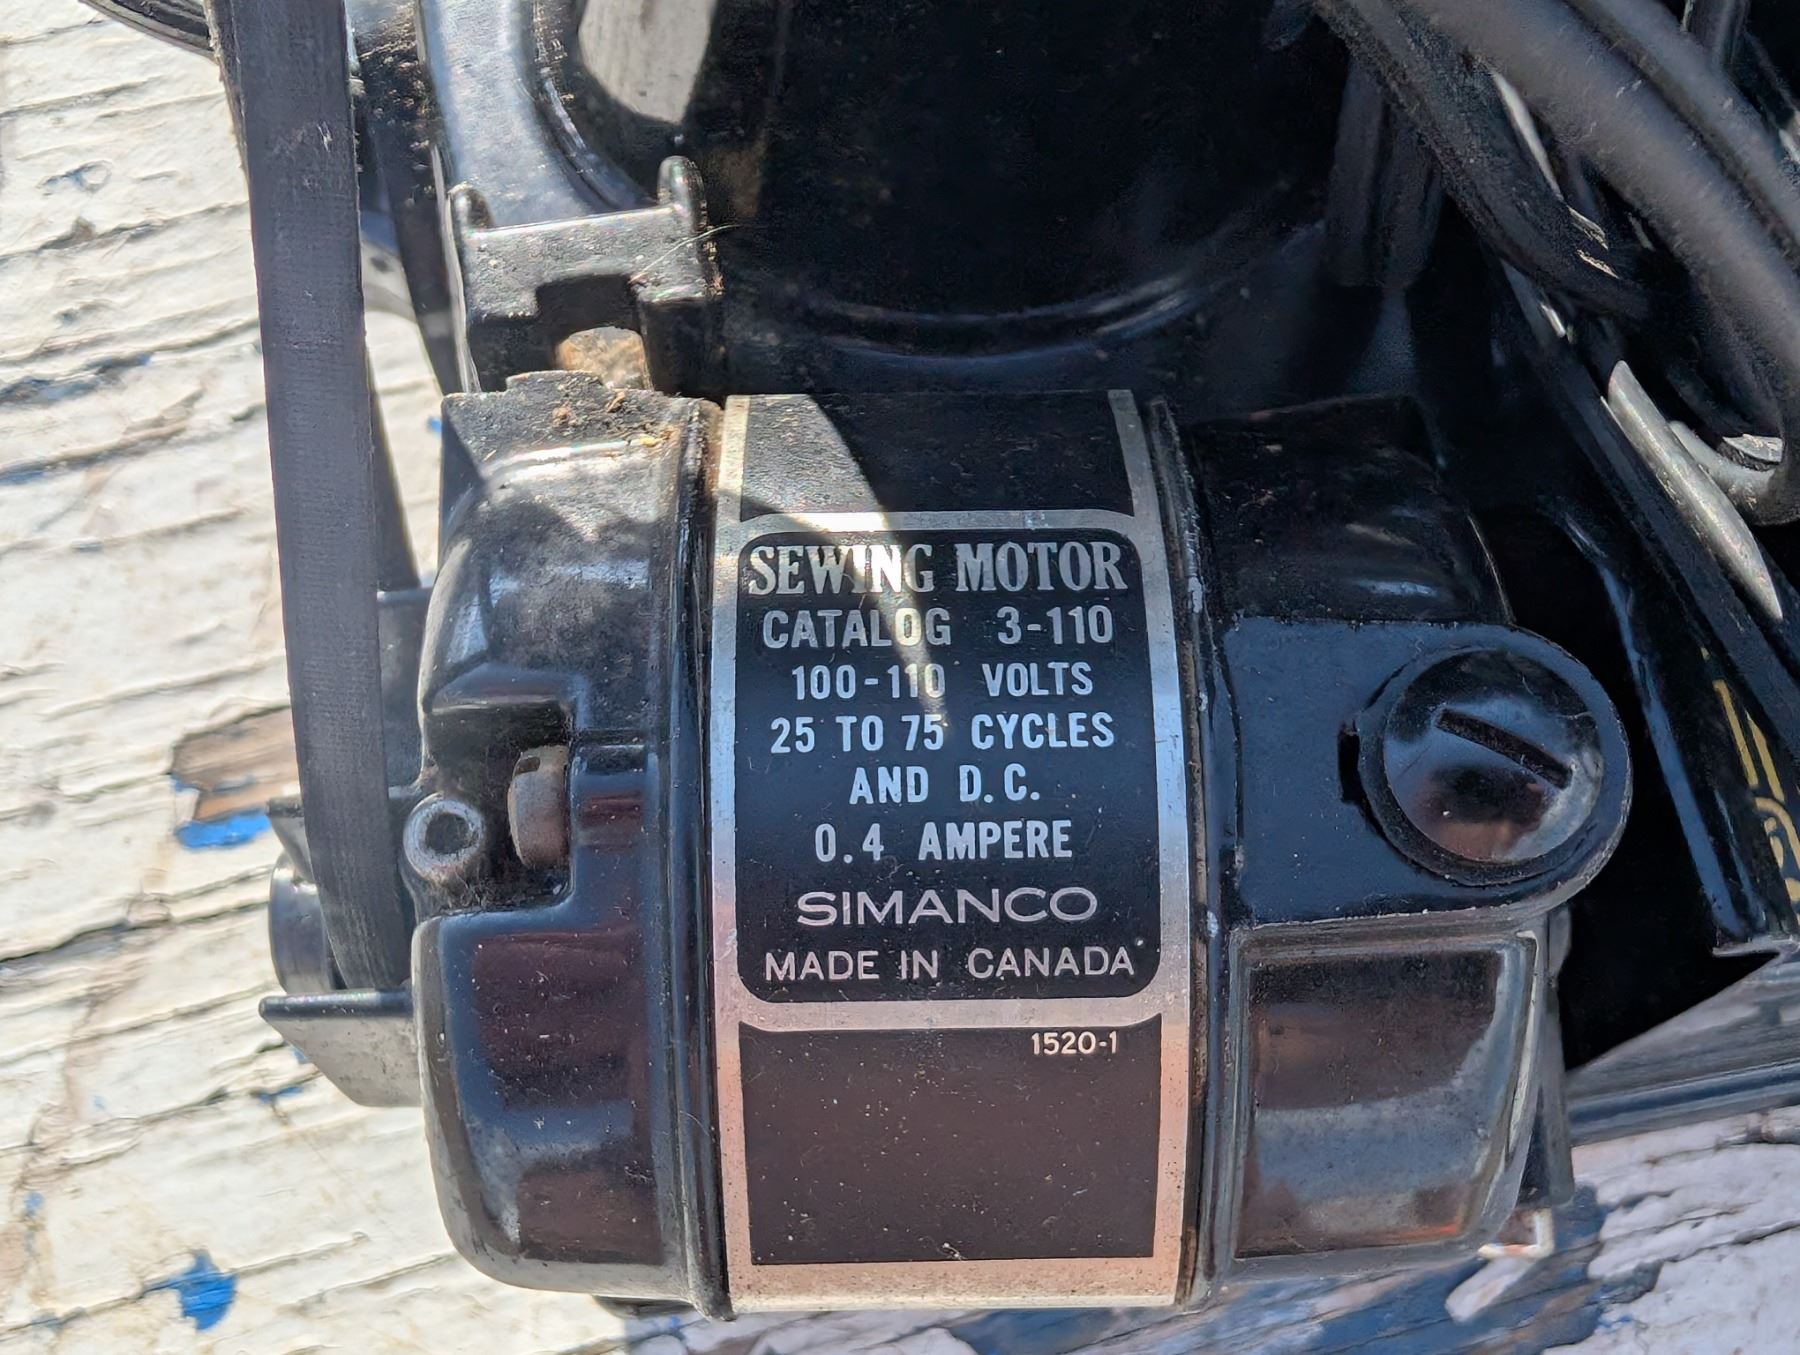 SEWING MOTOR
CATALOG 3-110
100-110 VOLTS
25 TO 75 CYCLES
AND D.C.
0.4 AMPERE
SIMANCO
MADE IN CANADA
1520-1